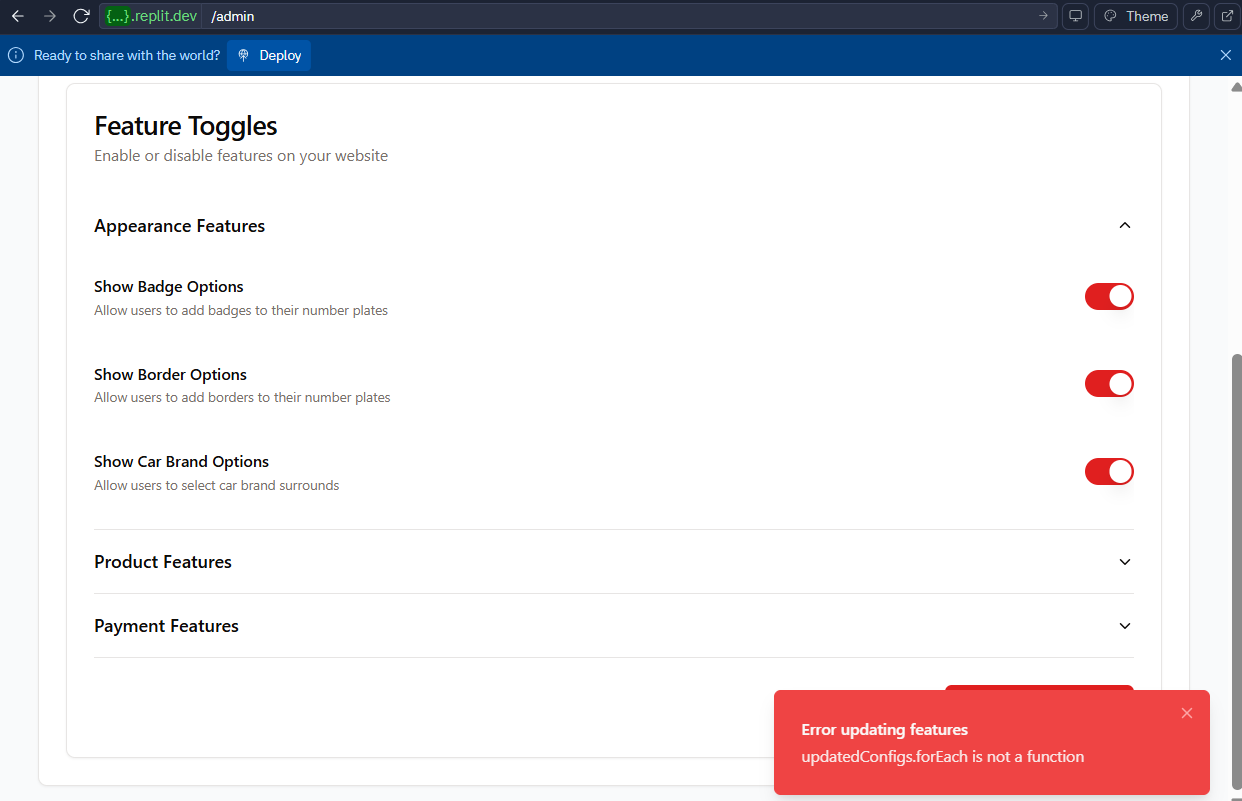 {...}.replit.dev /admin
Theme
Ready to share with the world? Deploy
Feature Toggles
Enable or disable features on your website
Appearance Features
Show Badge Options
Allow users to add badges to their number plates
Show Border Options
Allow users to add borders to their number plates
Show Car Brand Options
Allow users to select car brand surrounds
Product Features
Payment Features
Error updating features
updatedConfigs.forEach is not a function